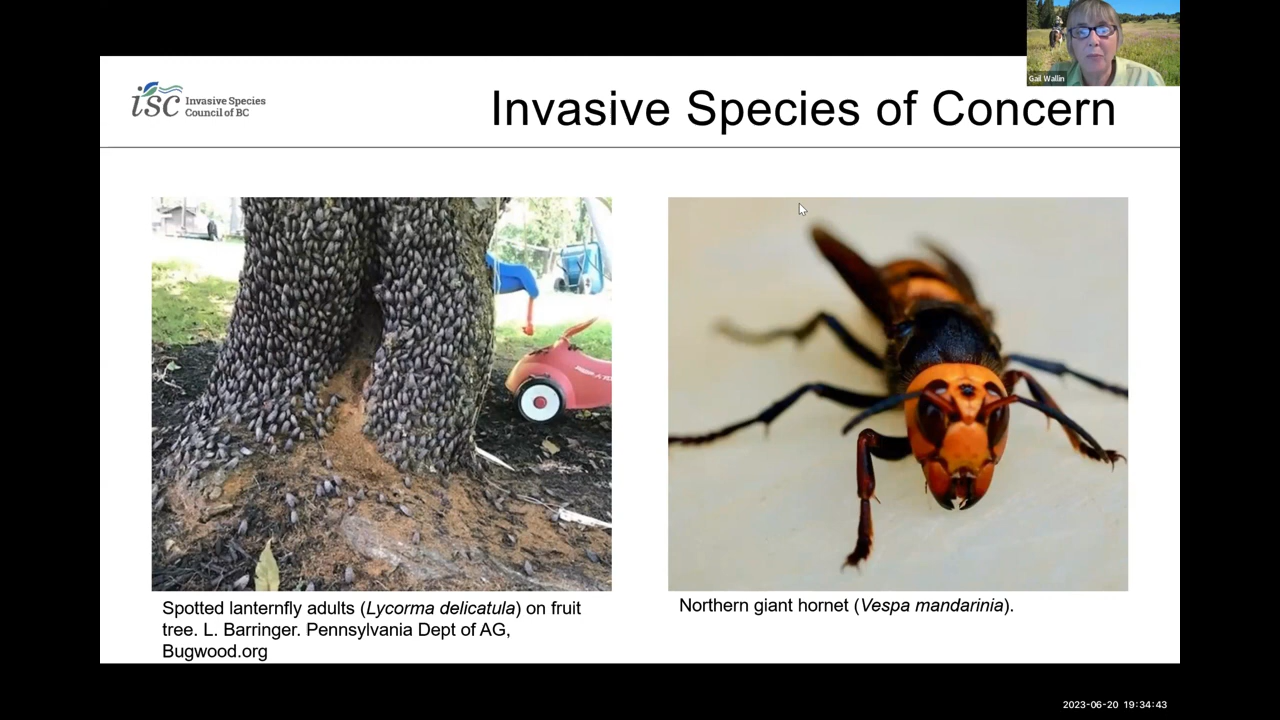 Gail Wallin
isc Invasive Species
Council of BC
Invasive Species of Concern
Spotted lanternfly adults (Lycorma delicatula) on fruit
tree. L. Barringer. Pennsylvania Dept of AG,
Bugwood.org
Northern giant hornet (Vespa mandarinia).
2023-06-20 19:34:43